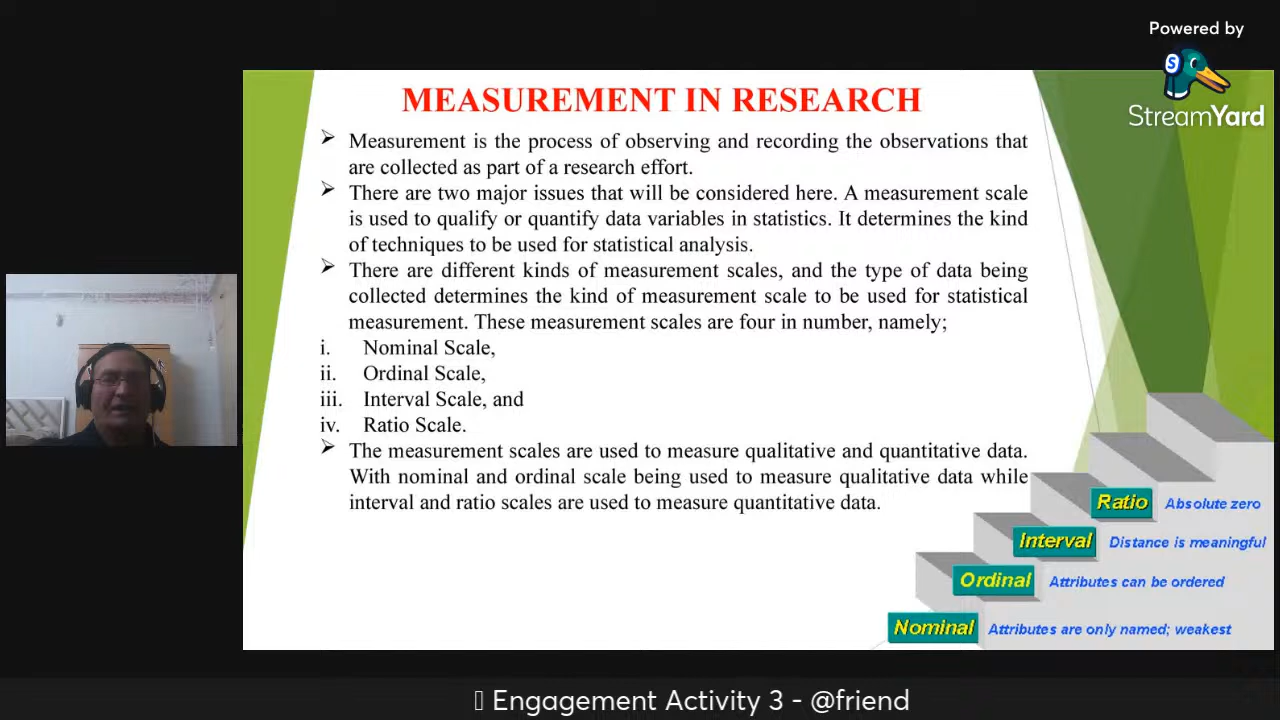 Powered by
StreamYard
MEASUREMENT IN RESEARCH
➢ Measurement is the process of observing and recording the observations that
are collected as part of a research effort.
➢ There are two major issues that will be considered here. A measurement scale
is used to qualify or quantify data variables in statistics. It determines the kind
of techniques to be used for statistical analysis.
➢ There are different kinds of measurement scales, and the type of data being
collected determines the kind of measurement scale to be used for statistical
measurement. These measurement scales are four in number, namely;
i. Nominal Scale,
ii. Ordinal Scale,
iii. Interval Scale, and
iv. Ratio Scale.
➢ The measurement scales are used to measure qualitative and quantitative data.
With nominal and ordinal scale being used to measure qualitative data while
interval and ratio scales are used to measure quantitative data.
Ratio Absolute zero
Interval Distance is meaningful
Ordinal Attributes can be ordered
Nominal Attributes are only named; weakest
Engagement Activity 3 - @friend